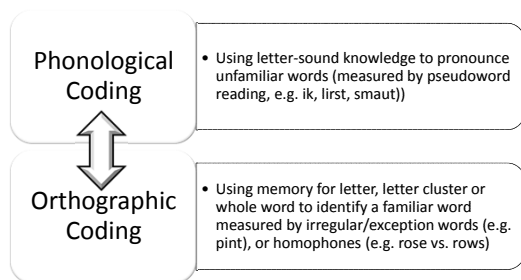 Phonological
Coding
• Using letter-sound knowledge to pronounce
unfamiliar words (measured by pseudoword
reading, e.g. ik, lirst, smaut))
Orthographic
Coding
• Using memory for letter, letter cluster or
whole word to identify a familiar word
measured by irregular/exception words (e.g.
pint), or homophones (e.g. rose vs. rows)